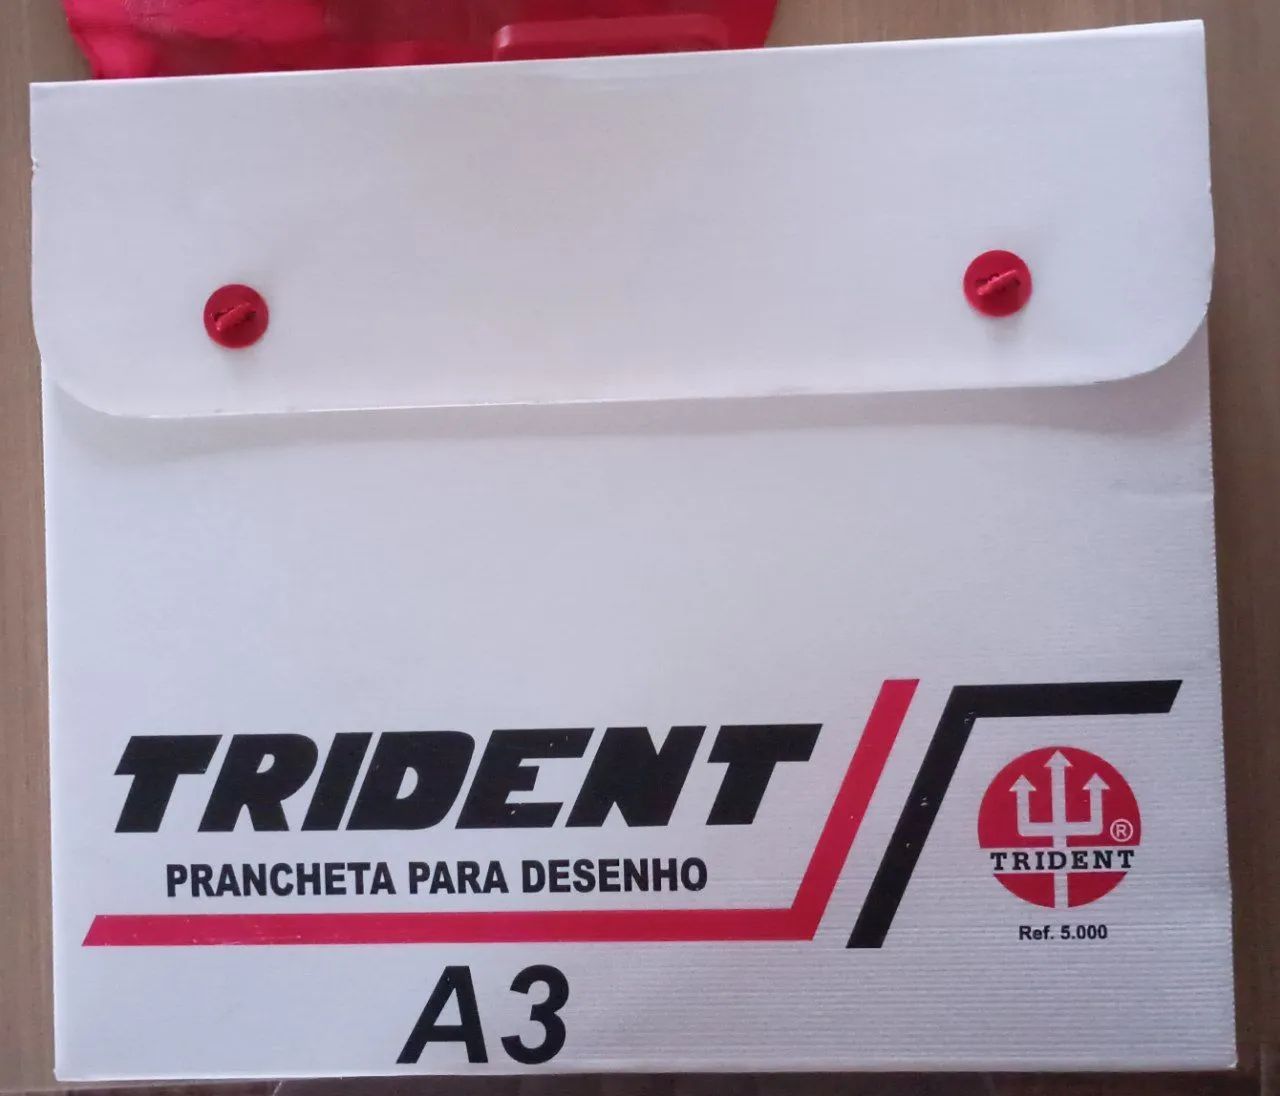 TRIDENT
PRANCHETA PARA DESENHO
A3
®
TRIDENT
Ref. 5.000